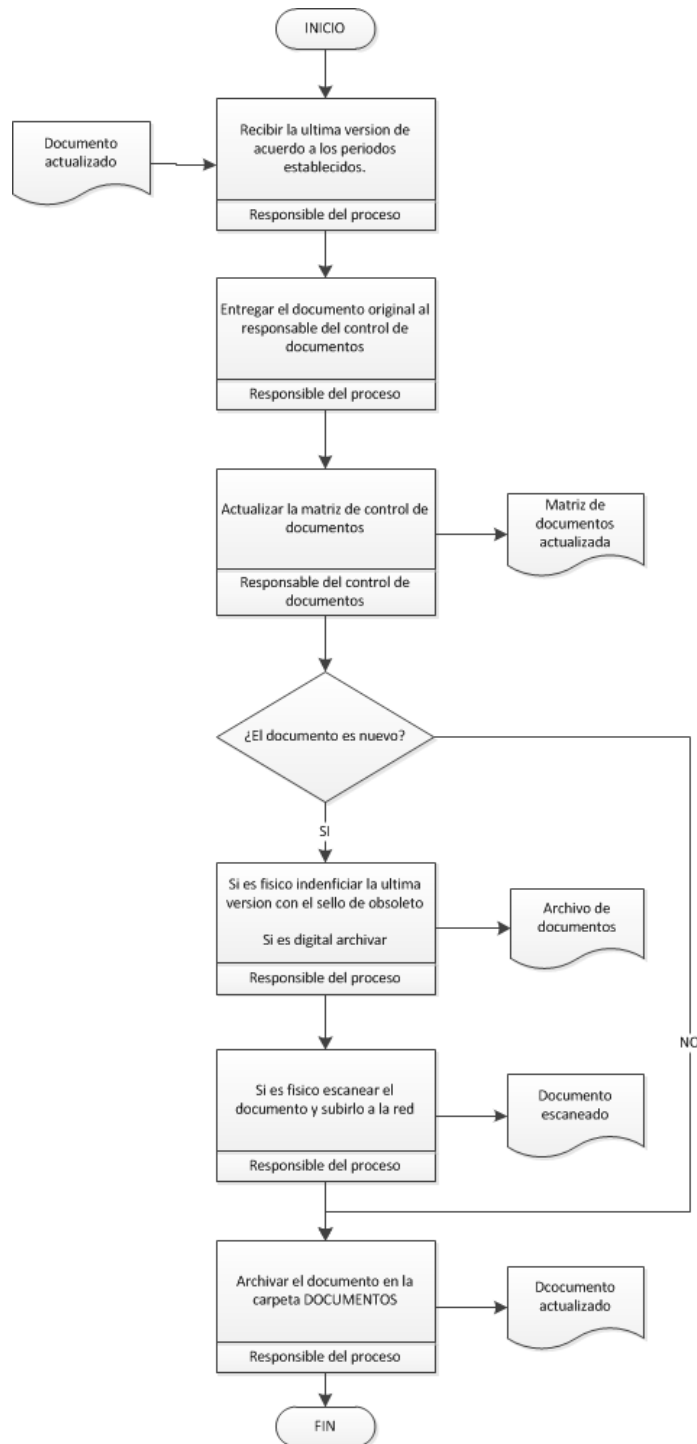 INICIO
Documento
actualizado
Recibir la ultima version de
acuerdo a los periodos
establecidos.
Responsible del proceso
Entregar el documento original al
responsable del control de
documentos
Responsible del proceso
Actualizar la matriz de control de
documentos
Responsable del control de
documentos
Matriz de
documentos
actualizada
¿El documento es nuevo?
SI
NO
Si es fisico indenficiar la ultima
version con el sello de obsoleto
Si es digital archivar
Responsible del proceso
Archivo de
documentos
Si es fisico escanear el
documento y subirlo a la red
Responsible del proceso
Documento
escaneado
Archivar el documento en la
carpeta DOCUMENTOS
Responsible del proceso
Dcocumento
actualizado
FIN